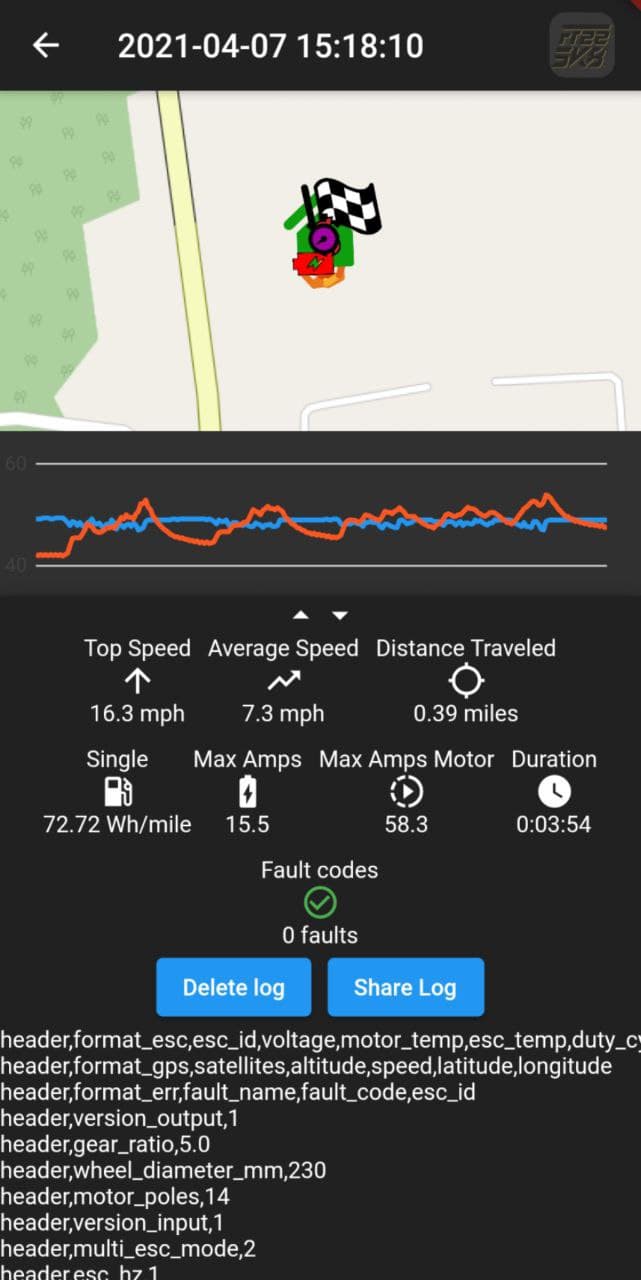 2021-04-07 15:18:10
FREE
SK8
60
40
Top Speed Average Speed Distance Traveled
16.3 mph 7.3 mph 0.39 miles
Single Max Amps Max Amps Motor Duration
72.72 Wh/mile 15.5 58.3 0:03:54
Fault codes
0 faults
Delete log Share Log
header,format_esc,esc_id,voltage,motor_temp,esc_temp,duty_cy
header,format_gps,satellites,altitude,speed,latitude,longitude
header,format_err,fault_name,fault_code,esc_id
header,version_output,1
header,gear_ratio,5.0
header,wheel_diameter_mm,230
header,motor_poles,14
header,version_input,1
header,multi_esc_mode,2
header,esc_hz,1